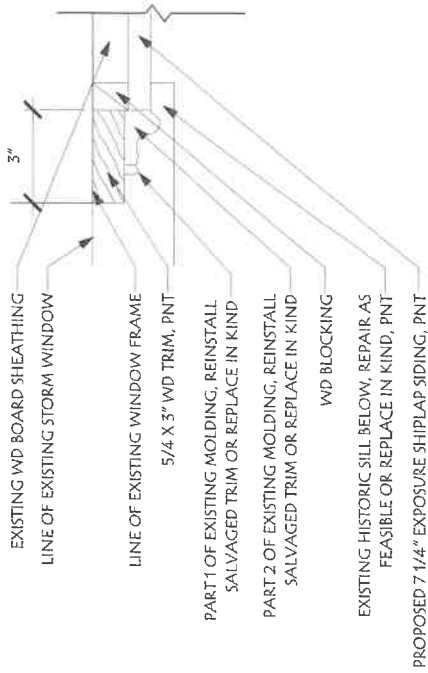 EXISTING WD BOARD SHEATHING
LINE OF EXISTING STORM WINDOW
3"
LINE OF EXISTING WINDOW FRAME
5/4 X 3" WD TRIM, PNT
PART 1 OF EXISTING MOLDING, REINSTALL
SALVAGED TRIM OR REPLACE IN KIND
PART 2 OF EXISTING MOLDING, REINSTALL
SALVAGED TRIM OR REPLACE IN KIND
WD BLOCKING
EXISTING HISTORIC SILL BELOW, REPAIR AS
FEASIBLE OR REPLACE IN KIND, PNT
PROPOSED 7 1/4" EXPOSURE SHIPLAP SIDING, PNT